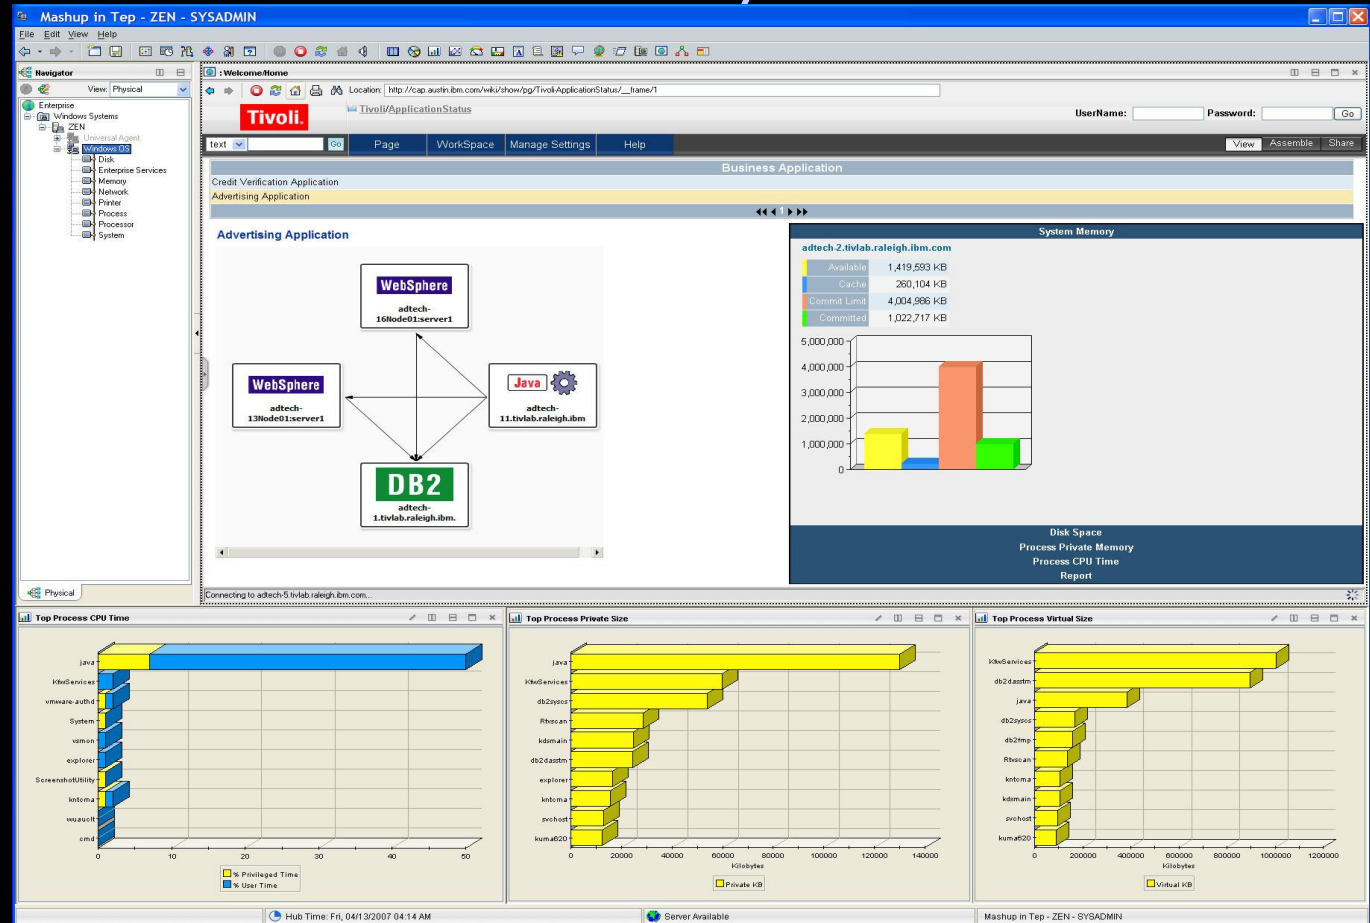 Mashup in Tep - ZEN - SYSADMIN
File Edit View Help
Navigator
View: Physical
Enterprise
Windows Systems
ZEN
Universal Agent
Windows OS
Disk
Enterprise Services
Memory
Network
Printer
Process
Processor
System
Physical
: Welcome/Home
Location: http://cap.austin.ibm.com/wiki/show/pg/Tivoli-ApplicationStatus/__frame/1
Tivoli.
Tivoli/ApplicationStatus
UserName: Password: Go
text Go Page WorkSpace Manage Settings Help View Assemble Share
Business Application
Credit Verification Application
Advertising Application
1
Advertising Application
WebSphere
adtech-
16Node01:server1
WebSphere
adtech-
13Node01:server1
Java
adtech-
11.tivlab.raleigh.ibm
DB2
adtech-
1.tivlab.raleigh.ibm.
System Memory
adtech-2.tivlab.raleigh.ibm.com
Available 1,419,593 KB
Cache 260,104 KB
Commit Limit 4,004,986 KB
Committed 1,022,717 KB
5,000,000
4,000,000
3,000,000
2,000,000
1,000,000
0
Disk Space
Process Private Memory
Process CPU Time
Report
Connecting to adtech-5.tivlab.raleigh.ibm.com...
Top Process CPU Time
java
KfwServices
vmware-authd
System
vsmon
explorer
ScreenshotUtility
kntcma
wuauclt
cmd
0 10 20 30 40 50
% Privileged Time
% User Time
Top Process Private Size
java
KfwServices
db2syscs
Rtvscan
kdsmain
db2dasstm
explorer
kntcma
svchost
kuma620
0 20000 40000 60000 80000 100000 120000 140000
Kilobytes
Private KB
Top Process Virtual Size
KfwServices
db2dasstm
java
db2syscs
db2fmp
Rtvscan
kntcma
kdsmain
svchost
kuma620
0 200000 400000 600000 800000 1000000 1200000
Kilobytes
Virtual KB
Hub Time: Fri, 04/13/2007 04:14 AM
Server Available
Mashup in Tep - ZEN - SYSADMIN